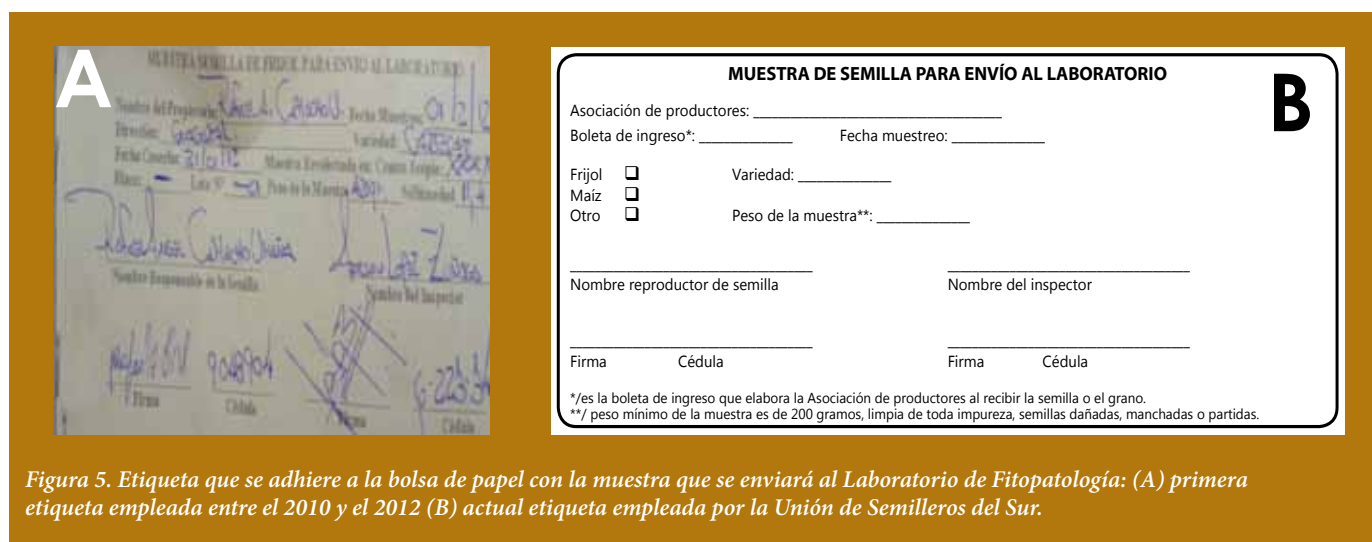 A
MUESTRA SEMILLA DE FRIJOL PARA ENVIO AL LABORATORIO
Nombre del Propietario: Fecha Muestreo:
Dirección: Variedad:
Fecha Cosecha: Muestra Recolectada en: Centro Acopio:
Lote Nº Peso de la Muestra
Nombre Responsable de la Semilla
Nombre Del Inspector
9048904
Firma Cédula Firma Cédula
B
MUESTRA DE SEMILLA PARA ENVÍO AL LABORATORIO
Asociación de productores: ____________________
Boleta de ingreso*: ____________ Fecha muestreo: ____________
Frijol ❑ Variedad: ____________
Maíz ❑
Otro ❑ Peso de la muestra**: ____________
Nombre reproductor de semilla Nombre del inspector
Firma Cédula Firma Cédula
*/es la boleta de ingreso que elabora la Asociación de productores al recibir la semilla o el grano.
**/ peso mínimo de la muestra es de 200 gramos, limpia de toda impureza, semillas dañadas, manchadas o partidas.
Figura 5. Etiqueta que se adhiere a la bolsa de papel con la muestra que se enviará al Laboratorio de Fitopatología: (A) primera
etiqueta empleada entre el 2010 y el 2012 (B) actual etiqueta empleada por la Unión de Semilleros del Sur.